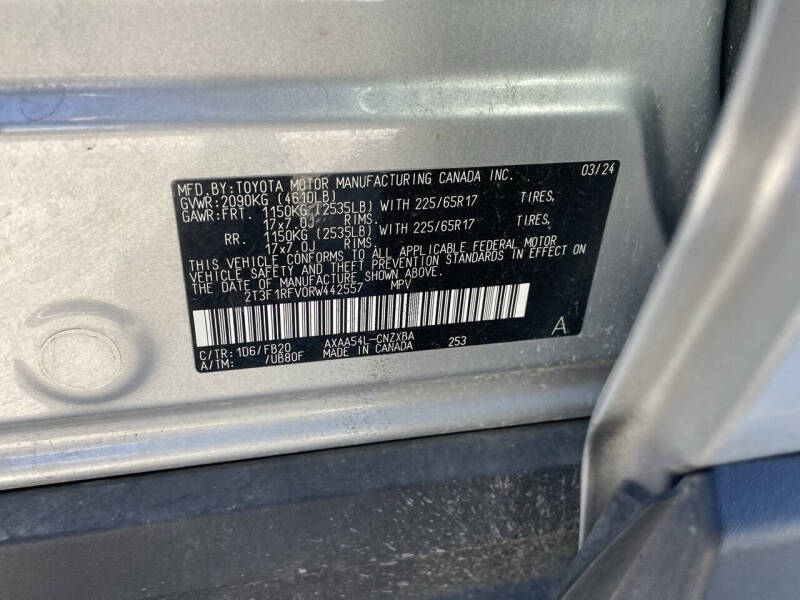 MFD.BY: TOYOTA MOTOR MANUFACTURING CANADA INC. 03/24
GVWR: 2090KG (4610LB)
GAWR: FRT. 1150KG (2535LB) WITH 225/65R17 TIRES,
17x7.0J RIMS.
RR. 1150KG (2535LB) WITH 225/65R17 TIRES,
17x7.0J RIMS.
THIS VEHICLE CONFORMS TO ALL APPLICABLE FEDERAL MOTOR
VEHICLE SAFETY AND THEFT PREVENTION STANDARDS IN EFFECT ON
THE DATE OF MANUFACTURE SHOWN ABOVE.
2T3F1RFV0RW442557 MPV
C/TR: 1D6/FB20 AXAA54L-CNZXBA 253 A
A/TM: /UB80F MADE IN CANADA